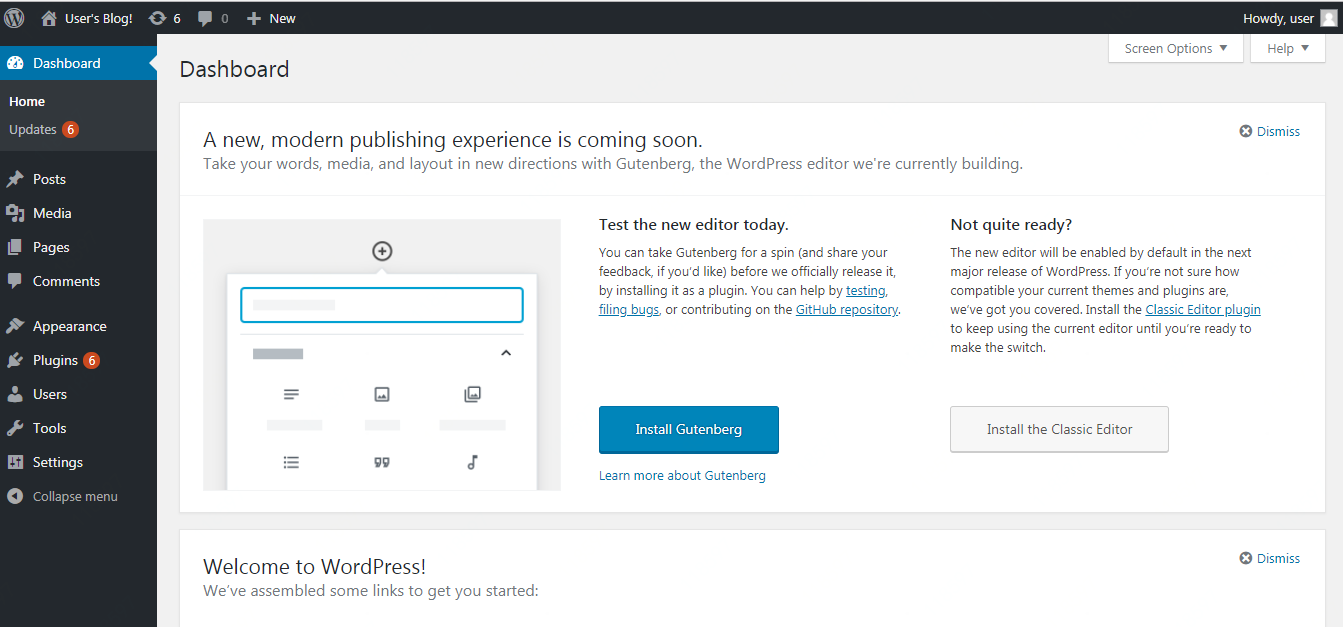 User's Blog! 6 0 New Howdy, user
Dashboard
Home
Updates 6
Posts
Media
Pages
Comments
Appearance
Plugins 6
Users
Tools
Settings
Collapse menu
Screen Options Help
Dashboard
A new, modern publishing experience is coming soon.
Dismiss
Take your words, media, and layout in new directions with Gutenberg, the WordPress editor we're currently building.
Test the new editor today.
You can take Gutenberg for a spin (and share your
feedback, if you'd like) before we officially release it,
by installing it as a plugin. You can help by testing,
filing bugs, or contributing on the GitHub repository.
Install Gutenberg
Learn more about Gutenberg
Not quite ready?
The new editor will be enabled by default in the next
major release of WordPress. If you're not sure how
compatible your current themes and plugins are,
we've got you covered. Install the Classic Editor plugin
to keep using the current editor until you're ready to
make the switch.
Install the Classic Editor
Welcome to WordPress!
Dismiss
We've assembled some links to get you started: